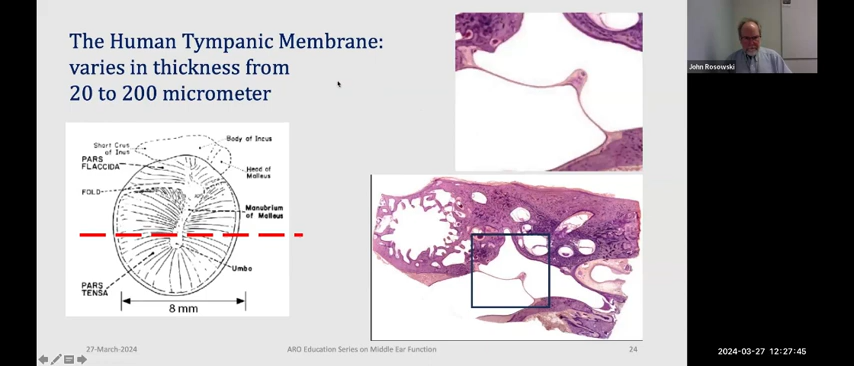 The Human Tympanic Membrane:
varies in thickness from
20 to 200 micrometer
Short Crus
of Incus
Body of Incus
PARS
FLACCIDA
Head of
Malleus
FOLD
Manubrium
of Malleus
Umbo
PARS
TENSA
8 mm
27-March-2024
ARO Education Series on Middle Ear Function
24
John Rosowski
2024-03-27 12:27:45